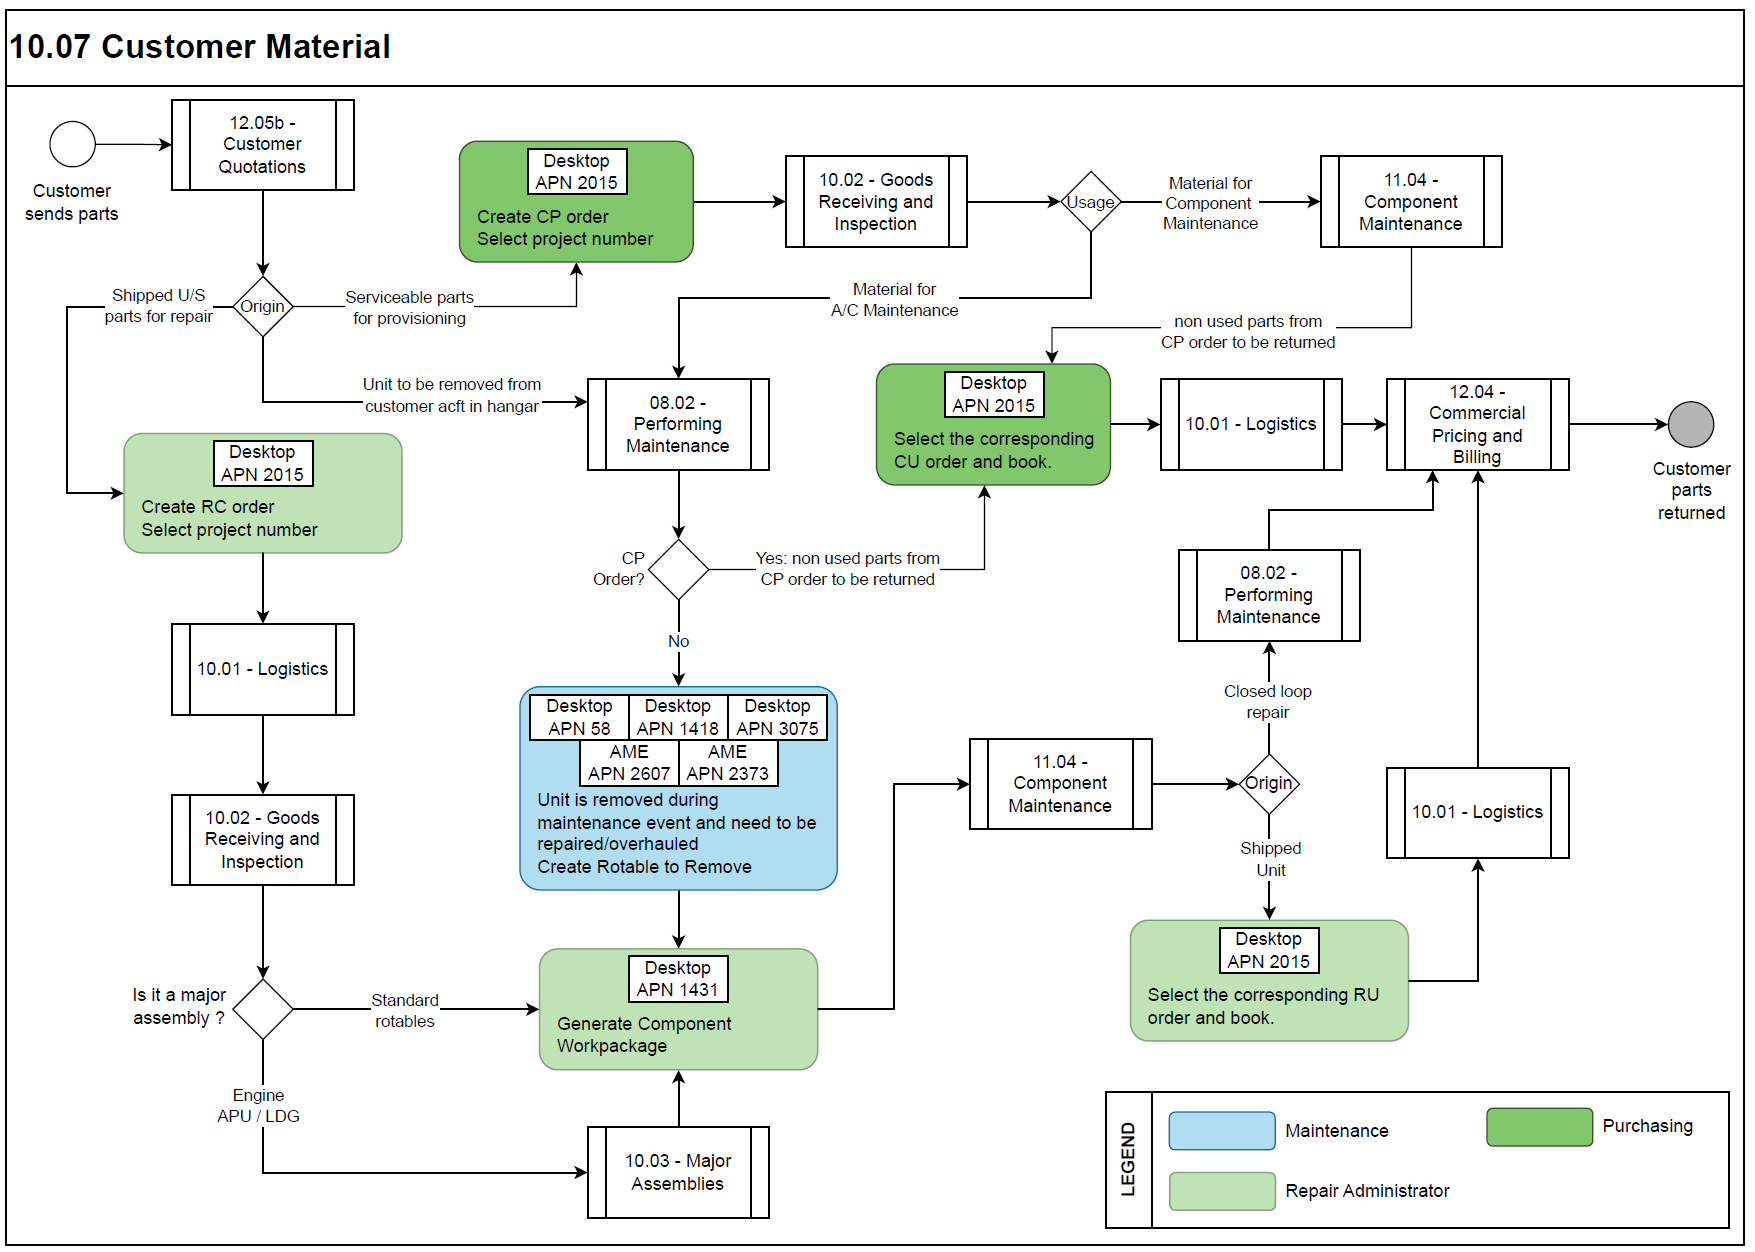 10.07 Customer Material
Customer
sends parts
12.05b -
Customer
Quotations
Origin
Shipped U/S
parts for repair
Serviceable parts
for provisioning
Unit to be removed from
customer acft in hangar
Desktop
APN 2015
Create CP order
Select project number
10.02 - Goods
Receiving and
Inspection
Usage
Material for
Component
Maintenance
11.04 -
Component
Maintenance
Material for
A/C Maintenance
non used parts from
CP order to be returned
08.02 -
Performing
Maintenance
Desktop
APN 2015
Select the corresponding
CU order and book.
10.01 - Logistics
12.04 -
Commercial
Pricing and
Billing
Customer
parts
returned
Desktop
APN 2015
Create RC order
Select project number
CP
Order?
Yes: non used parts from
CP order to be returned
No
10.01 - Logistics
10.02 - Goods
Receiving and
Inspection
Desktop
APN 58
Desktop
APN 1418
Desktop
APN 3075
AME
APN 2607
AME
APN 2373
Unit is removed during
maintenance event and need to be
repaired/overhauled
Create Rotable to Remove
08.02 -
Performing
Maintenance
Closed loop
repair
11.04 -
Component
Maintenance
Origin
Shipped
Unit
10.01 - Logistics
Is it a major
assembly ?
Standard
rotables
Desktop
APN 1431
Generate Component
Workpackage
Desktop
APN 2015
Select the corresponding RU
order and book.
Engine
APU / LDG
10.03 - Major
Assemblies
LEGEND
Maintenance
Purchasing
Repair Administrator